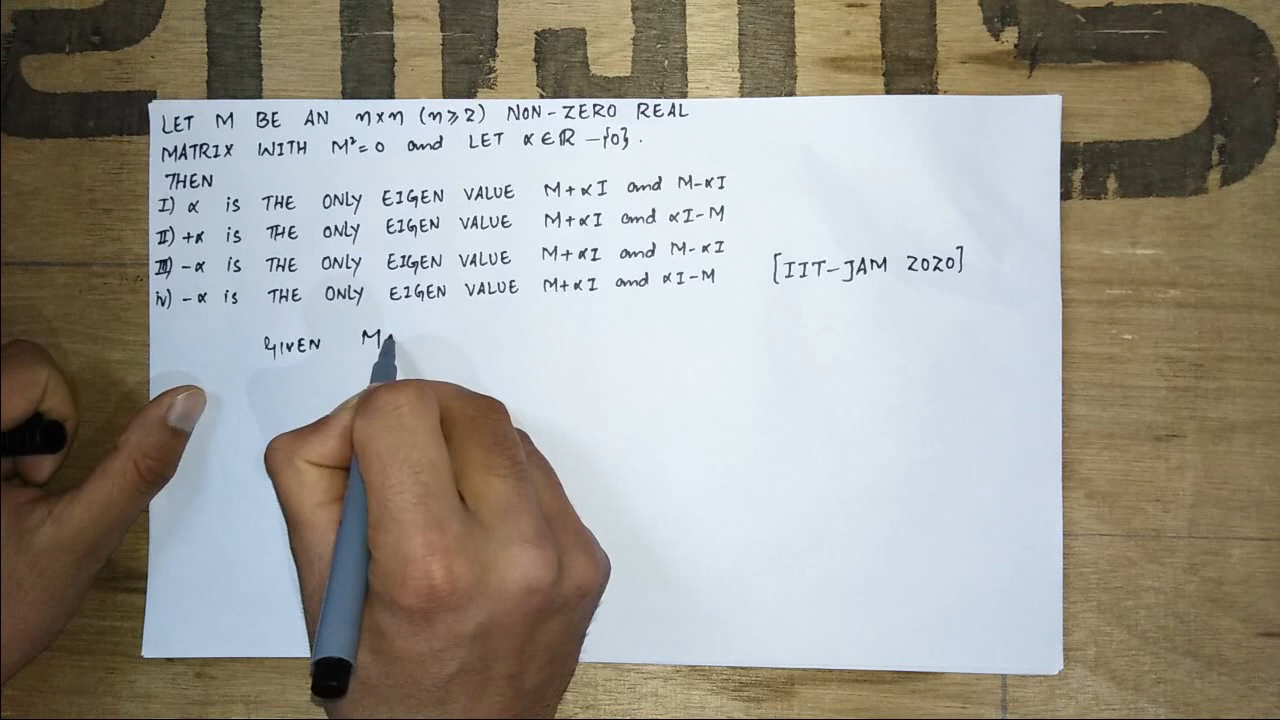 LET M BE AN n×n (n≥2) NON-ZERO REAL
MATRIX WITH M²=0 and LET α∈ℝ-{0}.
THEN
I) α is THE ONLY EIGEN VALUE M+αI and M-αI
II) +α is THE ONLY EIGEN VALUE M+αI and αI-M
III) -α is THE ONLY EIGEN VALUE M+αI and M-αI
iv) -α is THE ONLY EIGEN VALUE M+αI and αI-M
[IIT-JAM 2020]
GIVEN M